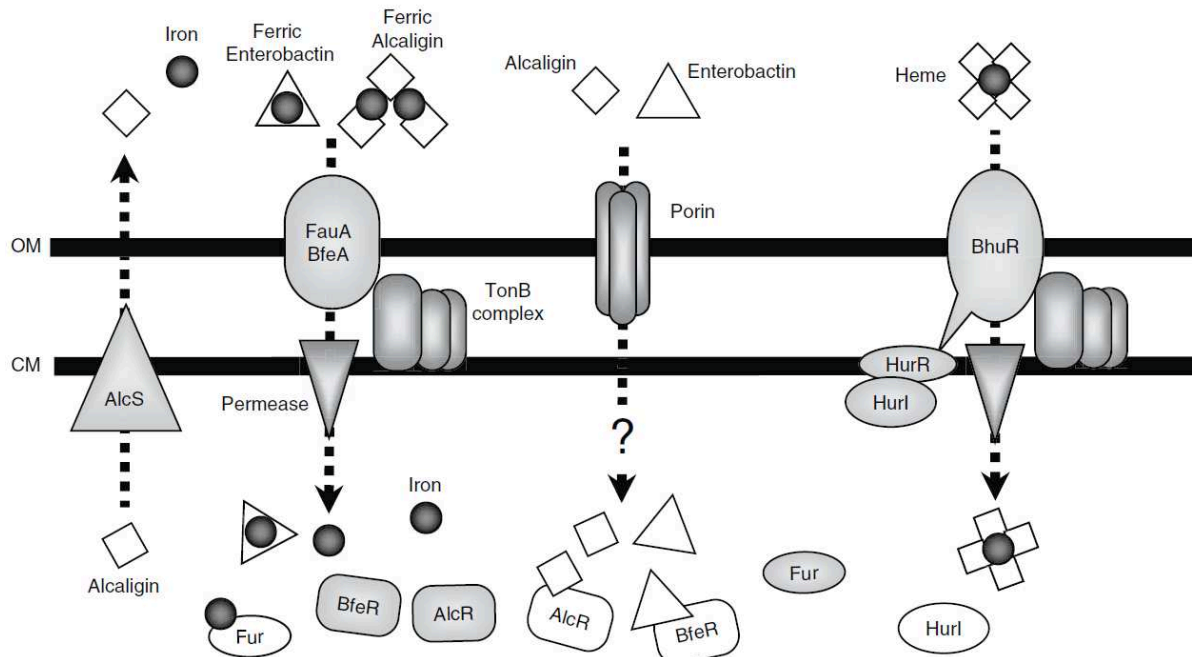 Iron
Ferric
Enterobactin
Ferric
Alcaligin
Alcaligin
Enterobactin
Heme
FauA
BfeA
Porin
BhuR
OM
TonB
complex
CM
AlcS
Permease
HurR
HurI
?
Iron
Alcaligin
Fur
BfeR
AlcR
AlcR
BfeR
Fur
HurI